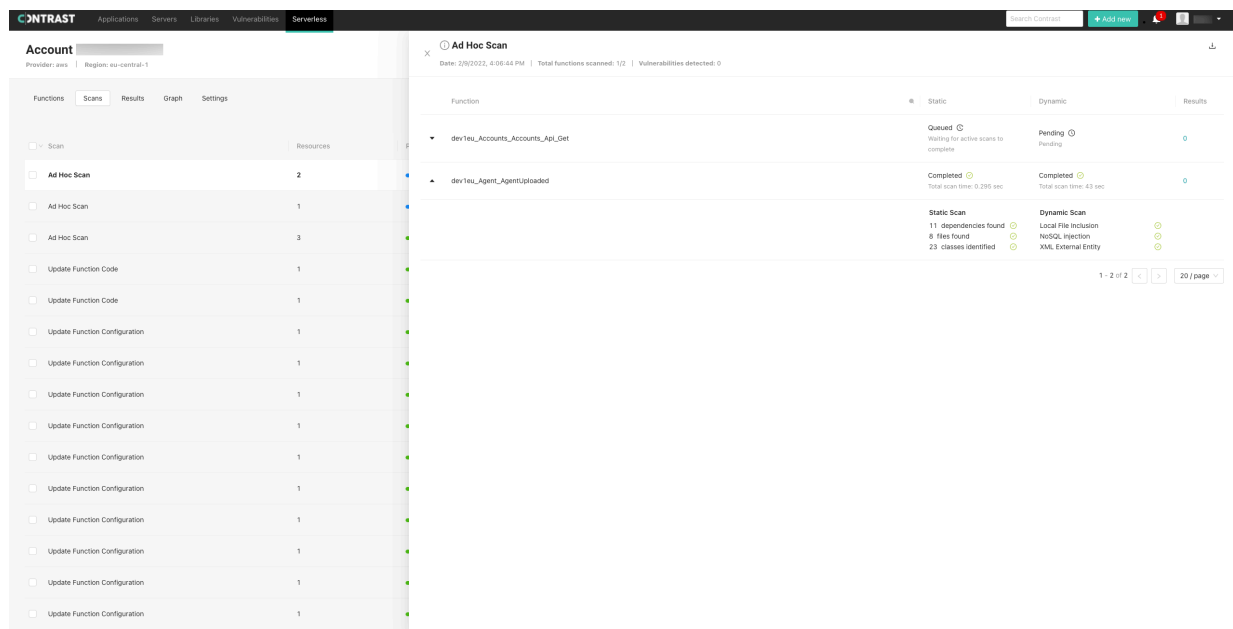 CONTRAST Applications Servers Libraries Vulnerabilities Serverless Search Contrast + Add new 1
Account
Provider: aws | Region: eu-central-1
Functions Scans Results Graph Settings
Scan Resources
Ad Hoc Scan 2
Ad Hoc Scan 1
Ad Hoc Scan 3
Update Function Code 1
Update Function Code 1
Update Function Configuration 1
Update Function Configuration 1
Update Function Configuration 1
Update Function Configuration 1
Update Function Configuration 1
Update Function Configuration 1
Update Function Configuration 1
Update Function Configuration 1
Update Function Configuration 1
Update Function Configuration 1
Ad Hoc Scan
Date: 2/9/2022, 4:06:44 PM | Total functions scanned: 1/2 | Vulnerabilities detected: 0
Function Static Dynamic Results
dev1eu_Accounts_Accounts_Api_Get Queued Pending 0
Waiting for active scans to Pending
complete
dev1eu_Agent_AgentUploaded Completed Completed 0
Total scan time: 0.295 sec Total scan time: 43 sec
Static Scan Dynamic Scan
11 dependencies found Local File Inclusion
8 files found NoSQL injection
23 classes identified XML External Entity
1 - 2 of 2 < > 20 / page